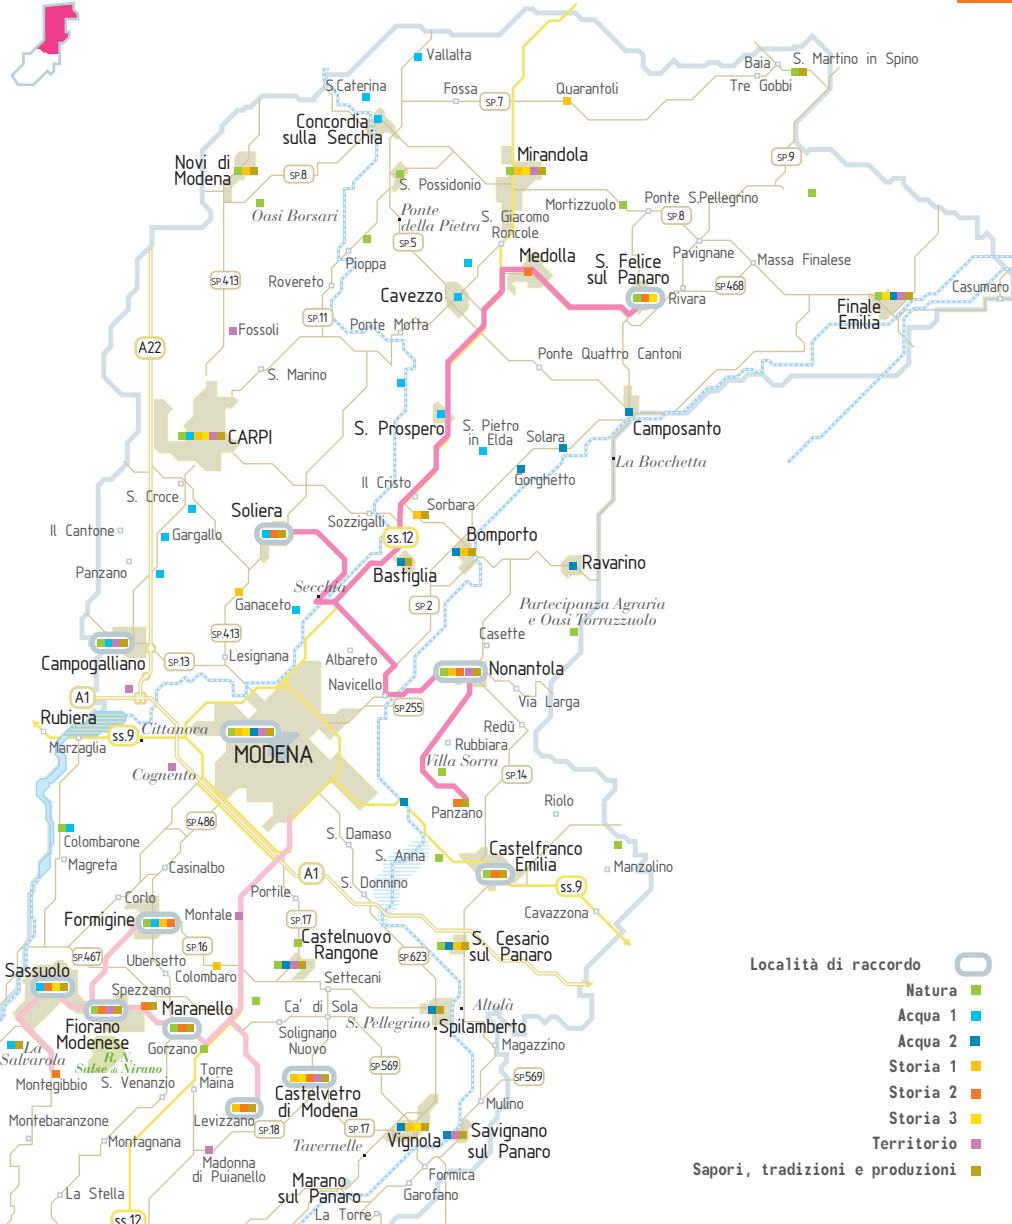 Vallalta
Baia
S. Martino in Spino
Tre Gobbi
S.Caterina
Fossa
SP.7
Quarantoli
Concordia
sulla Secchia
Novi di
Modena
SP.8
Mirandola
SP.9
S. Possidonio
Oasi Borsari
Ponte
della Pietra
Mortizzuolo
Ponte S.Pellegrino
SP.8
S. Giacomo
Roncole
SP.5
Pioppa
Medolla
S. Felice
sul Panaro
Pavignane
Massa Finalese
SP.413
Rovereto
Cavezzo
Rivara
SP.468
Casumaro
Finale
Emilia
SP.11
Ponte Motta
Fossoli
A22
Ponte Quattro Cantoni
S. Marino
CARPI
S. Prospero
S. Pietro
in Elda
Solara
Camposanto
La Bocchetta
Gorghetto
Il Cristo
S. Croce
Sorbara
Soliera
Sozzigalli
Il Cantone
Gargallo
ss.12
Bomporto
Panzano
Bastiglia
Ravarino
Secchia
Ganaceto
SP.2
Partecipanza Agraria
e Oasi Torrazzuolo
SP.413
Casette
Campogalliano
SP.13
Lesignana
Albareto
Nonantola
Navicello
A1
SP.255
Via Larga
Rubiera
ss.9
Cittanova
Redù
Marzaglia
MODENA
Rubbiara
Villa Sorra
Cognento
SP.14
Panzano
Riolo
SP.486
Colombarone
S. Damaso
Magreta
Casinalbo
S. Anna
Castelfranco
Emilia
Manzolino
A1
S. Donnino
ss.9
Corlo
Portile
Formigine
Montale
SP.17
Cavazzona
SP.16
Castelnuovo
Rangone
S. Cesario
sul Panaro
SP.467
Ubersetto
SP.623
Sassuolo
Colombaro
Settecani
Spezzano
Maranello
Ca' di Sola
Altolà
Fiorano
Modenese
S. Pellegrino
Spilamberto
Solignano
Nuovo
La
Salvarola
R. N.
Salse di Nirano
Gorzano
Magazzino
Montegibbio
S. Venanzio
Torre
Maina
SP.569
SP.569
Castelvetro
di Modena
Mulino
Montebaranzone
Levizzano
SP.18
SP.17
Vignola
Savignano
sul Panaro
Montagnana
Tavernelle
Madonna
di Puianello
Marano
sul Panaro
Formica
Garofano
La Stella
La Torre
ss.12
Località di raccordo
Natura
Acqua 1
Acqua 2
Storia 1
Storia 2
Storia 3
Territorio
Sapori, tradizioni e produzioni